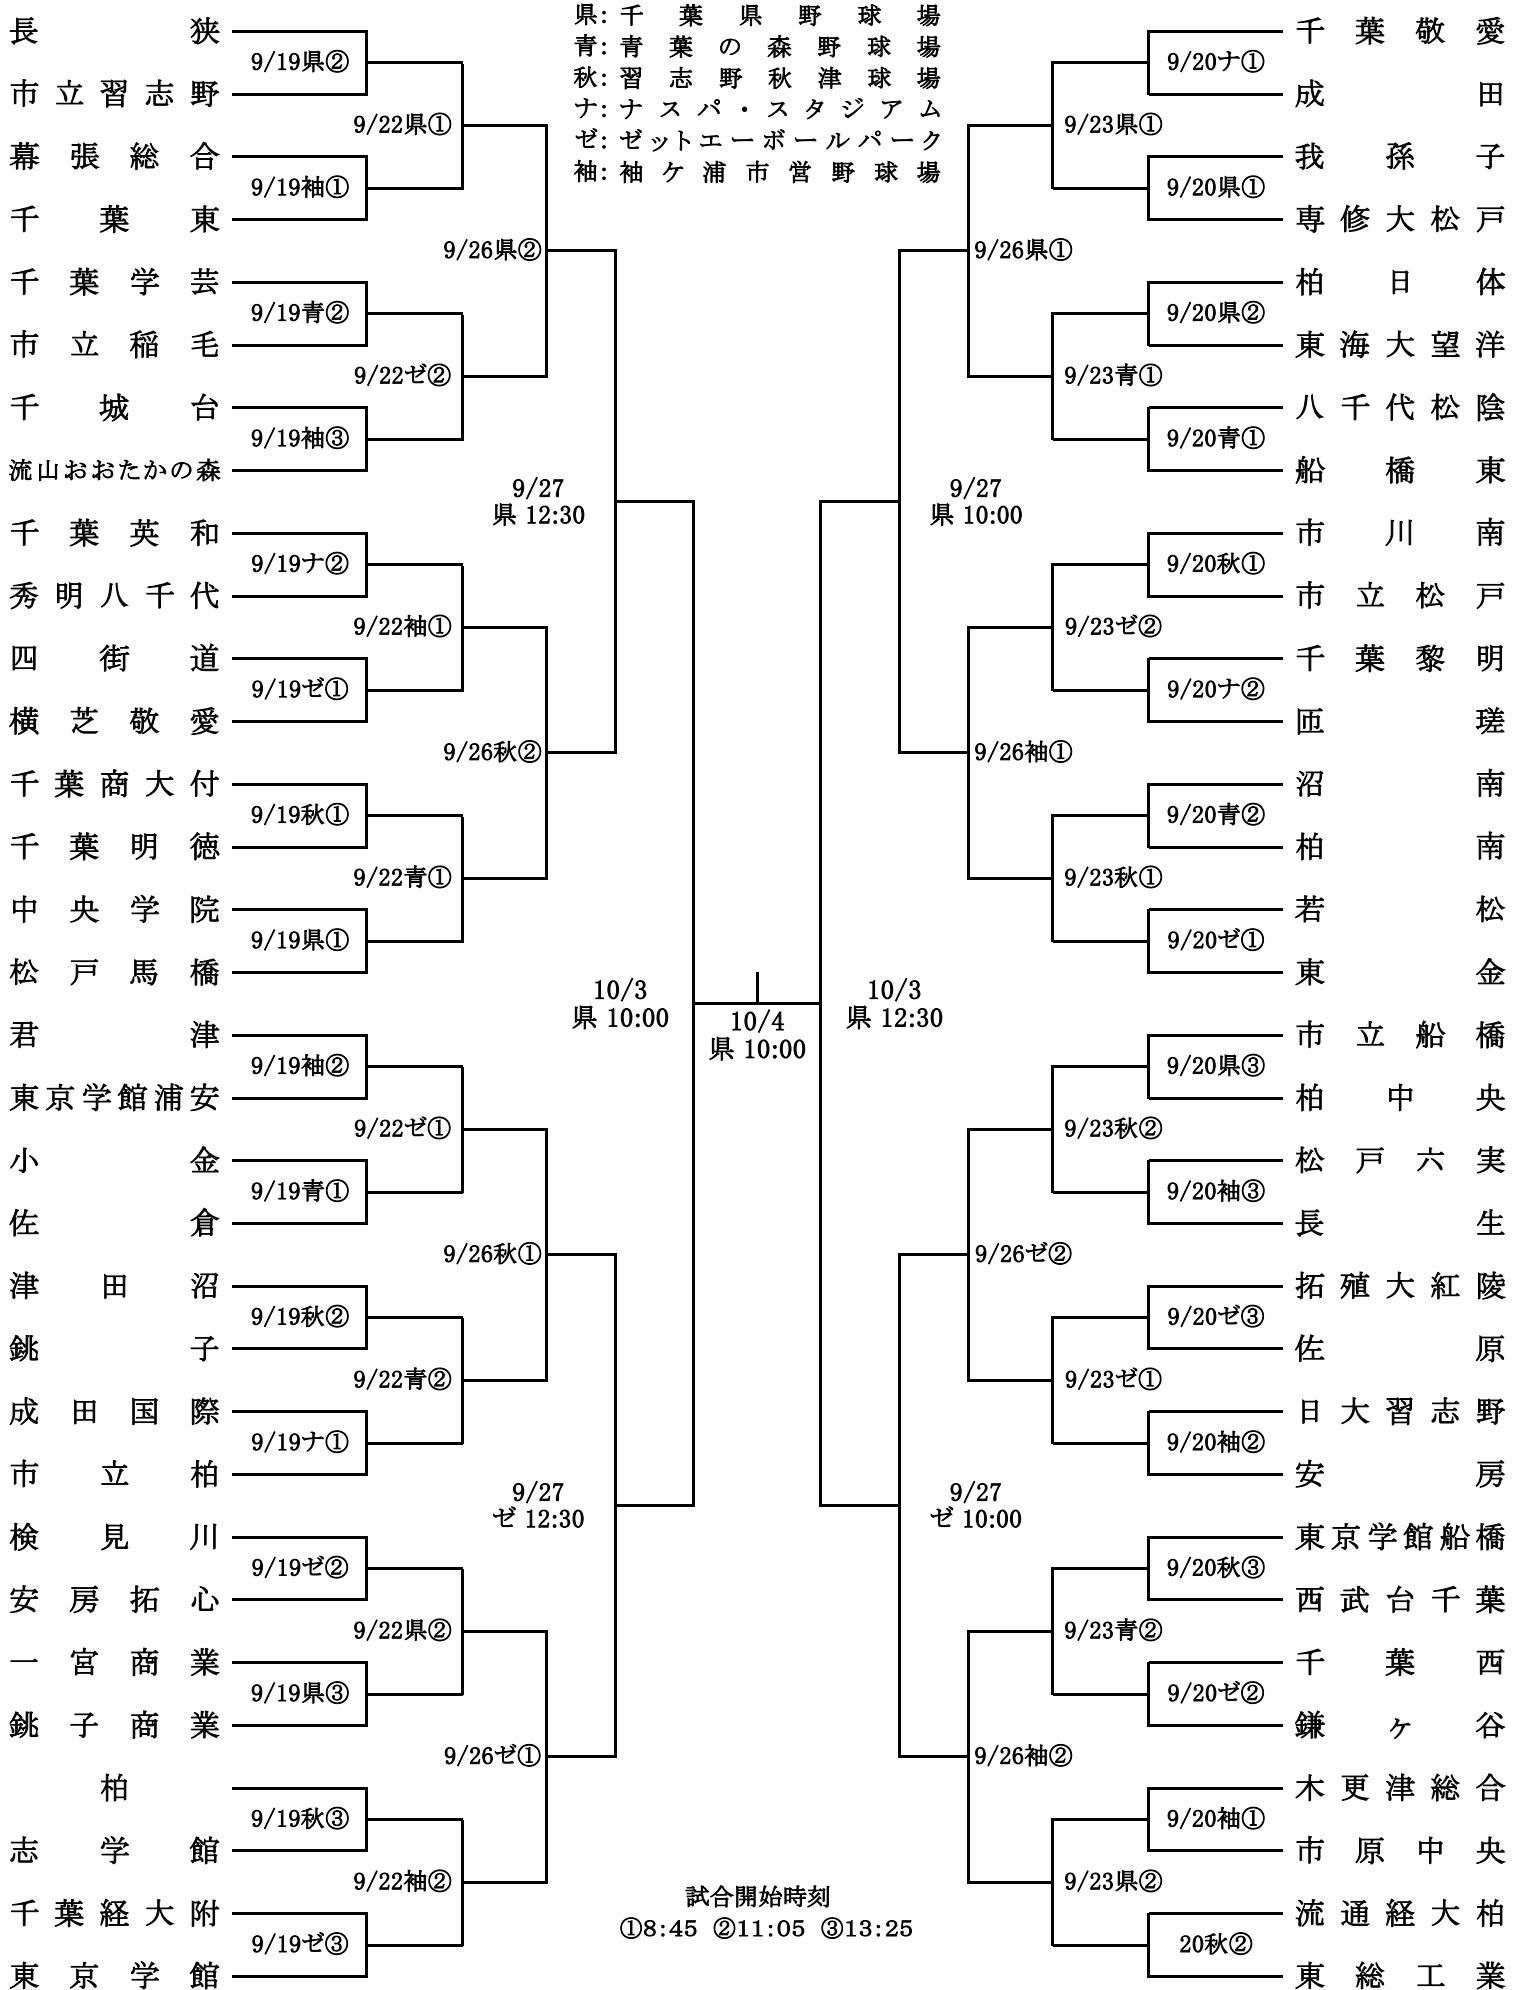 県：千葉県野球場
青：青葉の森野球場
秋：習志野秋津球場
ナ：ナスパ・スタジアム
ゼ：ゼットエーボールパーク
袖：袖ケ浦市営野球場
長狭
9/19県②
市立習志野
9/22県①
幕張総合
9/19袖①
千葉東
9/26県②
千葉学芸
9/19青②
市立稲毛
9/22ゼ②
千城台
9/19袖③
流山おおたかの森
9/27
県 12:30
千葉英和
9/19ナ②
秀明八千代
9/22袖①
四街道
9/19ゼ①
横芝敬愛
9/26秋②
千葉商大付
9/19秋①
千葉明徳
9/22青①
中央学院
9/19県①
松戸馬橋
10/3
県 10:00
君津
9/19袖②
東京学館浦安
9/22ゼ①
小金
9/19青①
佐倉
9/26秋①
津田沼
9/19秋②
銚子
9/22青②
成田国際
9/19ナ①
市立柏
9/27
ゼ 12:30
検見川
9/19ゼ②
安房拓心
9/22県②
一宮商業
9/19県③
銚子商業
9/26ゼ①
柏
9/19秋③
志学館
9/22袖②
千葉経大附
9/19ゼ③
東京学館
10/4
県 10:00
千葉敬愛
9/20ナ①
成田
9/23県①
我孫子
9/20県①
専修大松戸
9/26県①
柏日体
9/20県②
東海大望洋
9/23青①
八千代松陰
9/20青①
船橋東
9/27
県 10:00
市川南
9/20秋①
市立松戸
9/23ゼ②
千葉黎明
9/20ナ②
匝瑳
9/26袖①
沼南
9/20青②
柏南
9/23秋①
若松
9/20ゼ①
東金
10/3
県 12:30
市立船橋
9/20県③
柏中央
9/23秋②
松戸六実
9/20袖③
長生
9/26ゼ②
拓殖大紅陵
9/20ゼ③
佐原
9/23ゼ①
日大習志野
9/20袖②
安房
9/27
ゼ 10:00
東京学館船橋
9/20秋③
西武台千葉
9/23青②
千葉西
9/20ゼ②
鎌ヶ谷
9/26袖②
木更津総合
9/20袖①
市原中央
9/23県②
流通経大柏
20秋②
東総工業
試合開始時刻
①8:45 ②11:05 ③13:25